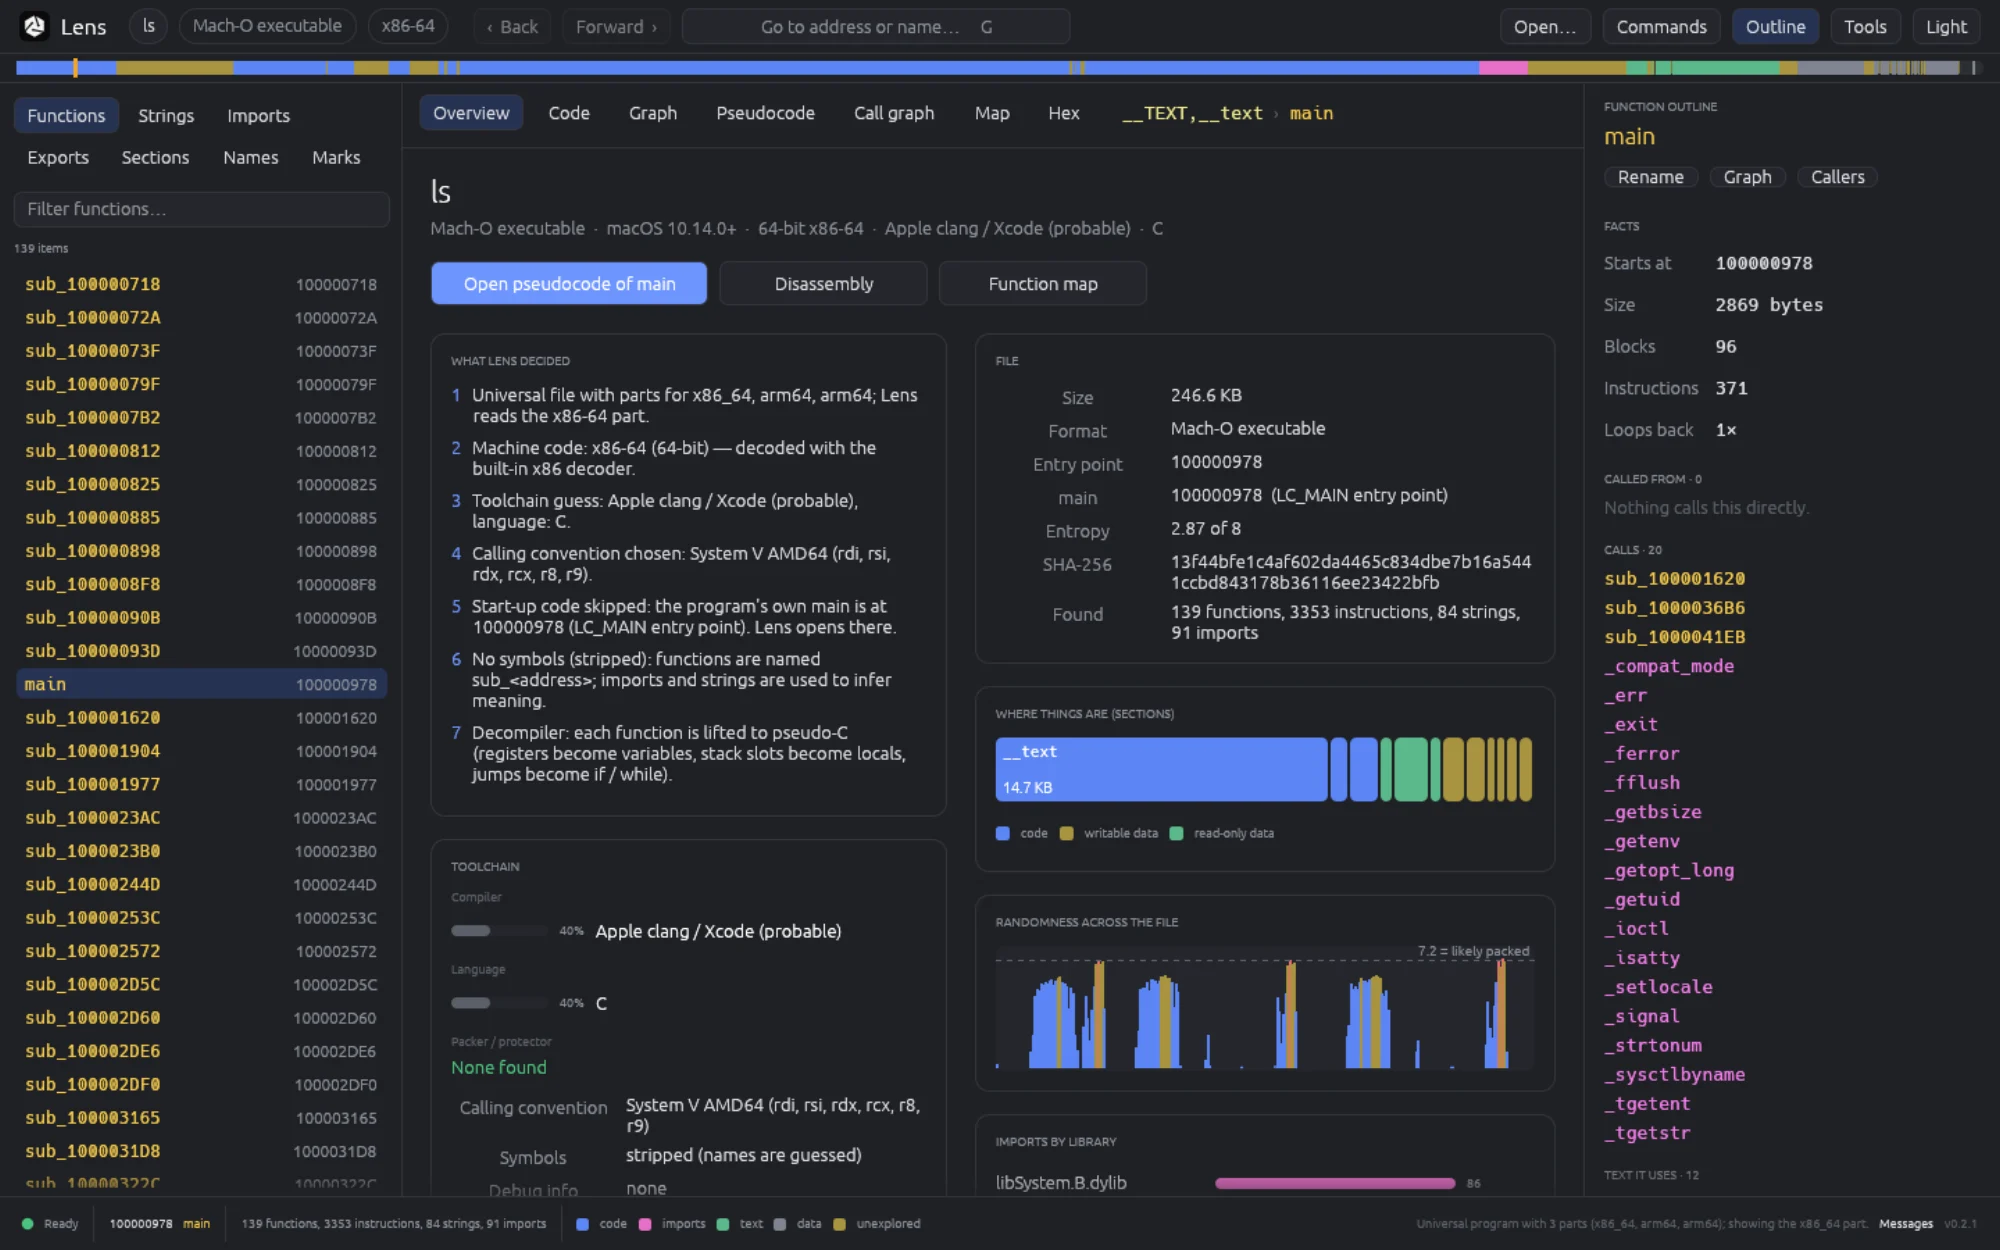 Lens ls Mach-O executable x86-64 ‹ Back Forward › Go to address or name… G Open… Commands Outline Tools Light
Functions Strings Imports
Exports Sections Names Marks
Filter functions…
139 items
sub_100000718 100000718
sub_10000072A 10000072A
sub_10000073F 10000073F
sub_10000079F 10000079F
sub_1000007B2 1000007B2
sub_100000812 100000812
sub_100000825 100000825
sub_100000885 100000885
sub_100000898 100000898
sub_1000008F8 1000008F8
sub_10000090B 10000090B
sub_10000093D 10000093D
main 100000978
sub_100001620 100001620
sub_100001904 100001904
sub_100001977 100001977
sub_1000023AC 1000023AC
sub_1000023B0 1000023B0
sub_10000244D 10000244D
sub_10000253C 10000253C
sub_100002572 100002572
sub_100002D5C 100002D5C
sub_100002D60 100002D60
sub_100002DE6 100002DE6
sub_100002DF0 100002DF0
sub_100003165 100003165
sub_1000031D8 1000031D8
sub_10000322C 10000322C
Overview Code Graph Pseudocode Call graph Map Hex __TEXT,__text › main
ls
Mach-O executable · macOS 10.14.0+ · 64-bit x86-64 · Apple clang / Xcode (probable) · C
Open pseudocode of main Disassembly Function map
WHAT LENS DECIDED
1 Universal file with parts for x86_64, arm64, arm64; Lens
reads the x86-64 part.
2 Machine code: x86-64 (64-bit) — decoded with the
built-in x86 decoder.
3 Toolchain guess: Apple clang / Xcode (probable),
language: C.
4 Calling convention chosen: System V AMD64 (rdi, rsi,
rdx, rcx, r8, r9).
5 Start-up code skipped: the program's own main is at
100000978 (LC_MAIN entry point). Lens opens there.
6 No symbols (stripped): functions are named
sub_<address>; imports and strings are used to infer
meaning.
7 Decompiler: each function is lifted to pseudo-C
(registers become variables, stack slots become locals,
jumps become if / while).
TOOLCHAIN
Compiler
40% Apple clang / Xcode (probable)
Language
40% C
Packer / protector
None found
Calling convention System V AMD64 (rdi, rsi, rdx, rcx, r8,
r9)
Symbols stripped (names are guessed)
Debug info none
FILE
Size 246.6 KB
Format Mach-O executable
Entry point 100000978
main 100000978 (LC_MAIN entry point)
Entropy 2.87 of 8
SHA-256 13f44bfe1c4af602da4465c834dbe7b16a544
1ccbd843178b36116ee23422bfb
Found 139 functions, 3353 instructions, 84 strings,
91 imports
WHERE THINGS ARE (SECTIONS)
__text
14.7 KB
code writable data read-only data
RANDOMNESS ACROSS THE FILE
7.2 = likely packed
IMPORTS BY LIBRARY
libSystem.B.dylib 86
FUNCTION OUTLINE
main
Rename Graph Callers
FACTS
Starts at 100000978
Size 2869 bytes
Blocks 96
Instructions 371
Loops back 1×
CALLED FROM · 0
Nothing calls this directly.
CALLS · 20
sub_100001620
sub_1000036B6
sub_1000041EB
_compat_mode
_err
_exit
_ferror
_fflush
_getbsize
_getenv
_getopt_long
_getuid
_ioctl
_isatty
_setlocale
_signal
_strtonum
_sysctlbyname
_tgetent
_tgetstr
TEXT IT USES · 12
Ready 100000978 main 139 functions, 3353 instructions, 84 strings, 91 imports code imports text data unexplored Universal program with 3 parts (x86_64, arm64, arm64); showing the x86_64 part. Messages v0.2.1